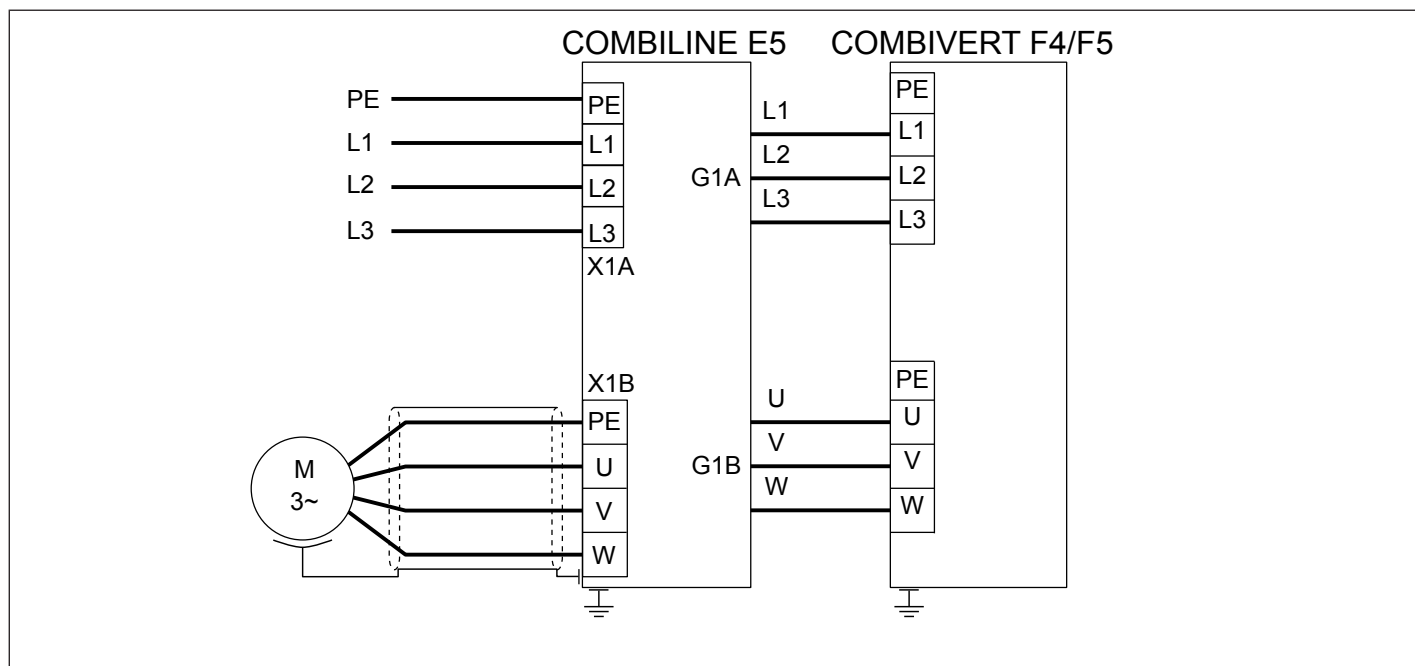 COMBILINE E5
COMBIVERT F4/F5
PE
L1
L2
L3
PE
L1
L2
L3
X1A
G1A
L1
L2
L3
PE
L1
L2
L3
X1B
PE
U
V
W
M
3~
G1B
U
V
W
PE
U
V
W